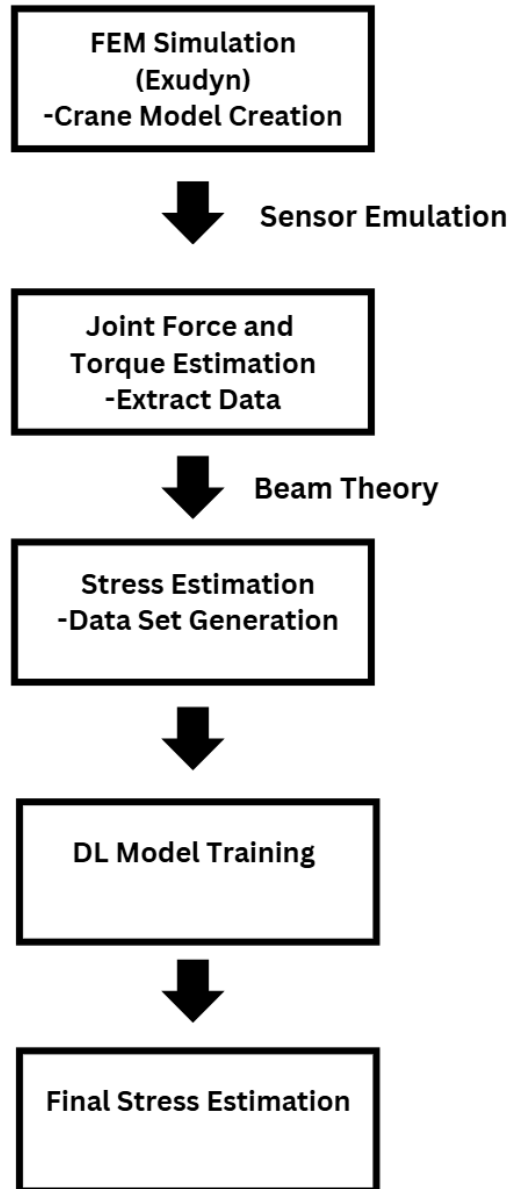 FEM Simulation
(Exudyn)
-Crane Model Creation
Sensor Emulation
Joint Force and
Torque Estimation
-Extract Data
Beam Theory
Stress Estimation
-Data Set Generation
DL Model Training
Final Stress Estimation